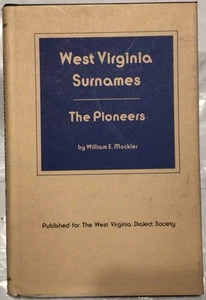 West Virginia
Surnames
The Pioneers
by William E. Mockler
Published for The West Virginia Dialect Society